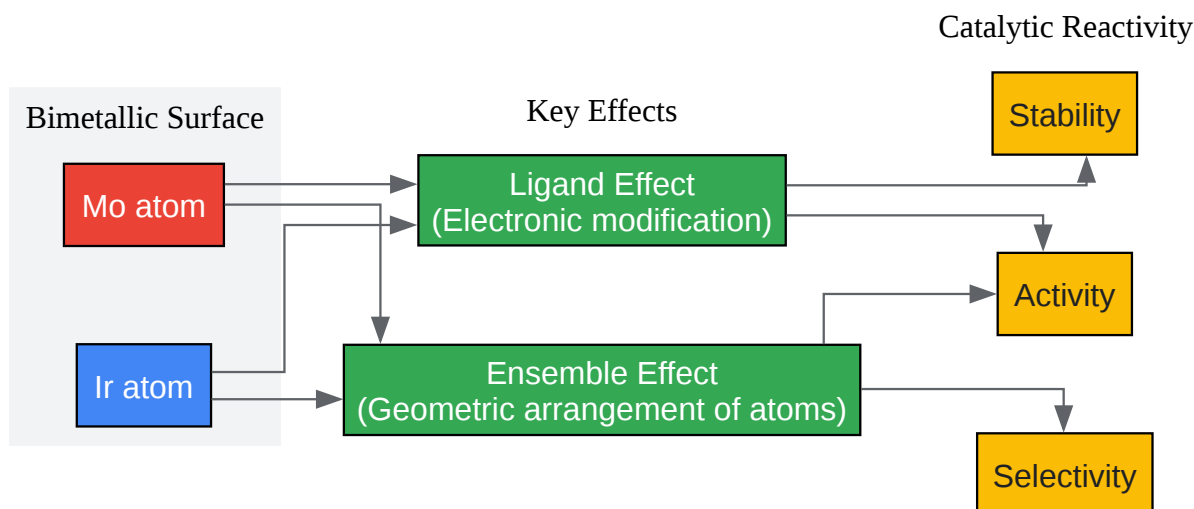 Catalytic Reactivity
Bimetallic Surface
Key Effects
Stability
Mo atom
Ligand Effect
(Electronic modification)
Activity
Ir atom
Ensemble Effect
(Geometric arrangement of atoms)
Selectivity